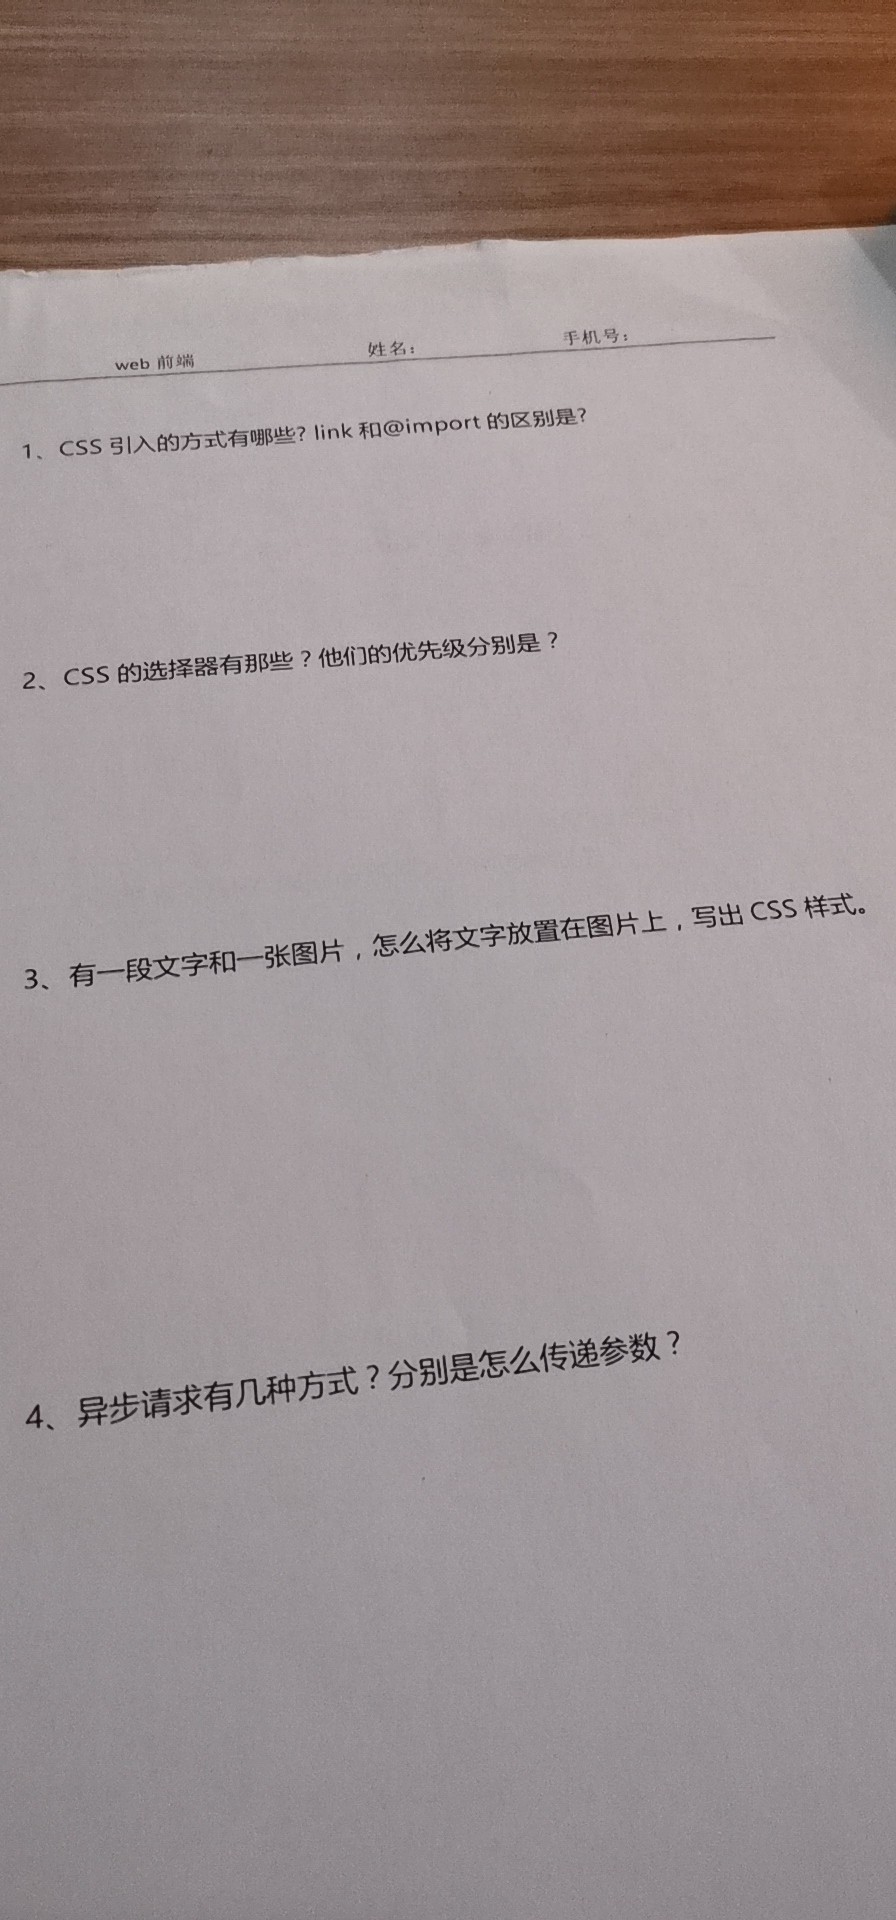 web 前端 姓名： 手机号：
1、CSS 引入的方式有哪些? link 和@import 的区别是?
2、CSS 的选择器有那些？他们的优先级分别是？
3、有一段文字和一张图片，怎么将文字放置在图片上，写出 CSS 样式。
4、异步请求有几种方式？分别是怎么传递参数？